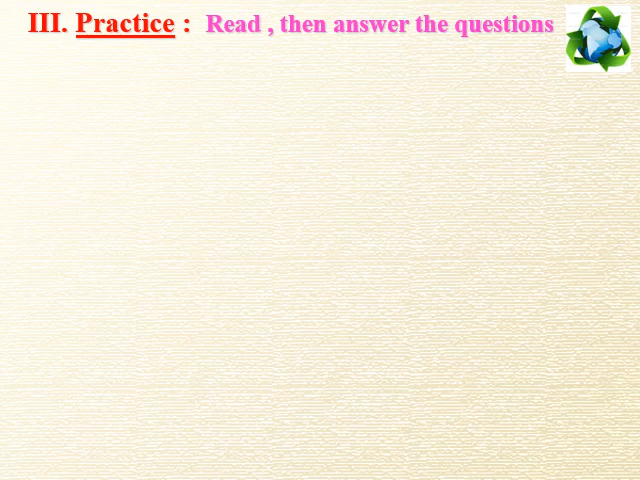 III. Practice : Read , then answer the questions